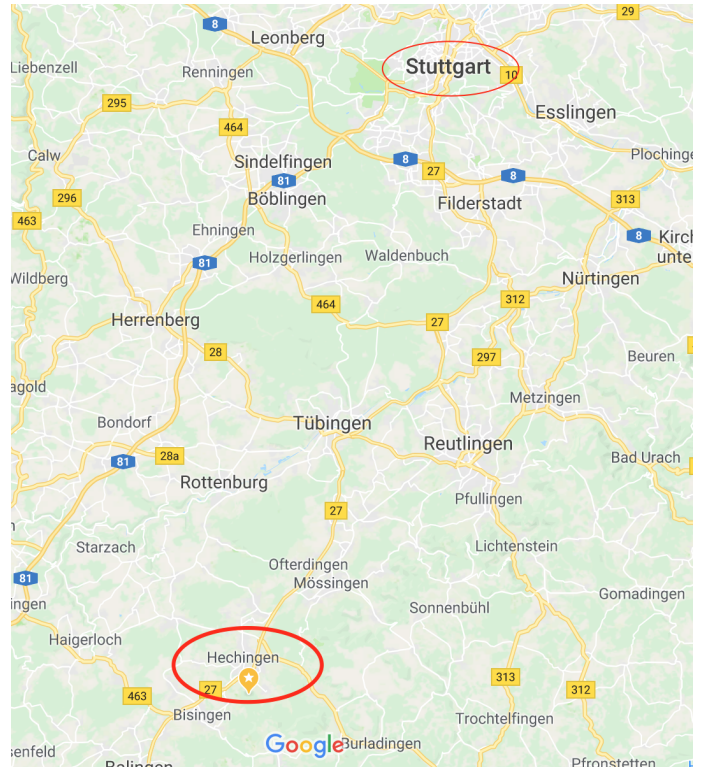 8
29
Leonberg
Stuttgart
Liebenzell
Renningen
10
295
Esslingen
464
Calw
Sindelfingen
8
Plochinge
27
81
8
296
Böblingen
Filderstadt
313
463
Ehningen
8
Kirch
unte
81
Holzgerlingen
Waldenbuch
Wildberg
Nürtingen
464
312
Herrenberg
27
28
297
Beuren
agold
Metzingen
Bondorf
Tübingen
Reutlingen
28a
81
Bad Urach
Rottenburg
Pfullingen
27
Starzach
Lichtenstein
Ofterdingen
81
Mössingen
Gomadingen
ingen
Sonnenbühl
Haigerloch
Hechingen
313
27
312
463
Bisingen
Trochtelfingen
Google
Burladingen
senfeld
Balingen
Pfronstetten